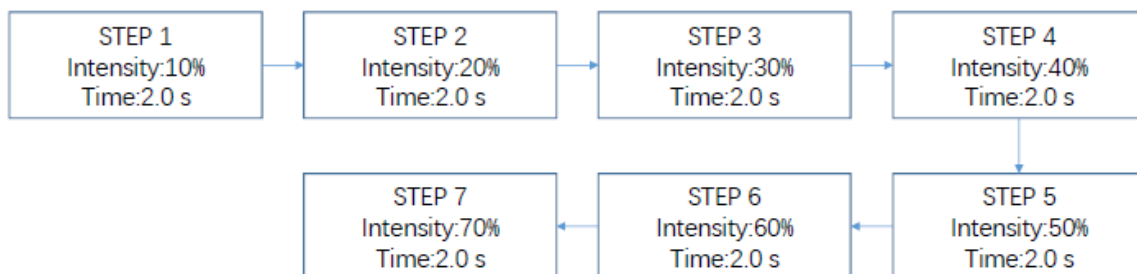 STEP 1
Intensity:10%
Time:2.0 s
STEP 2
Intensity:20%
Time:2.0 s
STEP 3
Intensity:30%
Time:2.0 s
STEP 4
Intensity:40%
Time:2.0 s
STEP 5
Intensity:50%
Time:2.0 s
STEP 6
Intensity:60%
Time:2.0 s
STEP 7
Intensity:70%
Time:2.0 s